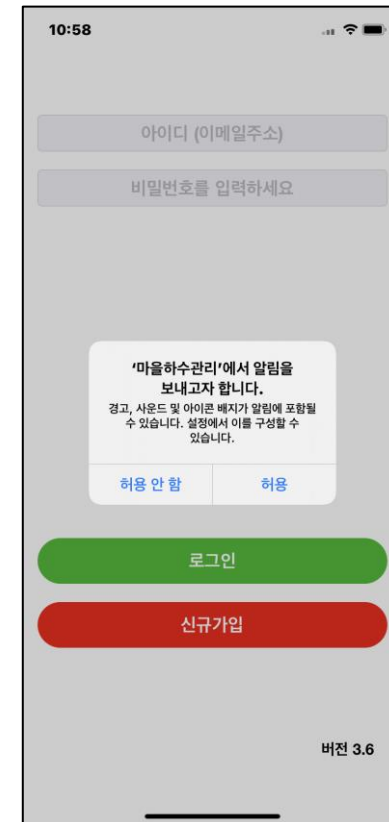 10:58
아이디 (이메일주소)
비밀번호를 입력하세요
‘마을하수관리’에서 알림을
보내고자 합니다.
경고, 사운드 및 아이콘 배지가 알림에 포함될
수 있습니다. 설정에서 이를 구성할 수
있습니다.
허용 안 함 허용
로그인
신규가입
버전 3.6